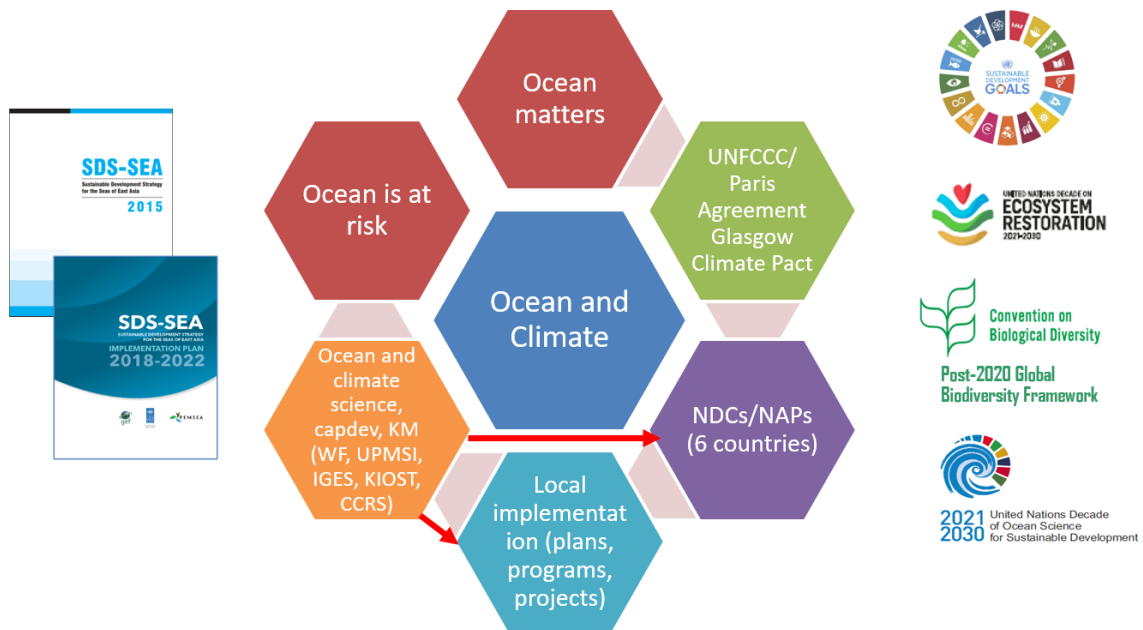 SDS-SEA
Sustainable Development Strategy
for the Seas of East Asia
2015
SDS-SEA
SUSTAINABLE DEVELOPMENT STRATEGY
FOR THE SEAS OF EAST ASIA
IMPLEMENTATION PLAN
2018-2022
gef
PEMSEA
Ocean
matters
Ocean is at
risk
UNFCCC/
Paris
Agreement
Glasgow
Climate Pact
Ocean and
Climate
Ocean and
climate
science,
capdev, KM
(WF, UPMSI,
IGES, KIOST,
CCRS)
NDCs/NAPs
(6 countries)
Local
implementat
ion (plans,
programs,
projects)
SUSTAINABLE
DEVELOPMENT
GOALS
UNITED NATIONS DECADE ON
ECOSYSTEM
RESTORATION
2021-2030
Convention on
Biological Diversity
Post-2020 Global
Biodiversity Framework
2021
2030
United Nations Decade
of Ocean Science
for Sustainable Development